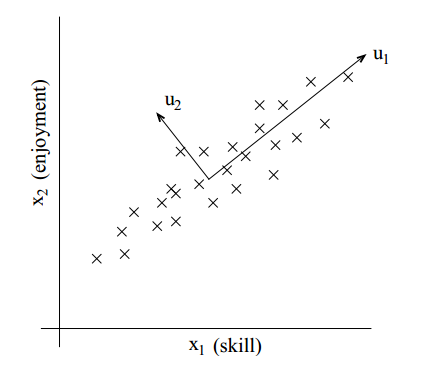 u₁
u₂
x₂ (enjoyment)
x₁ (skill)